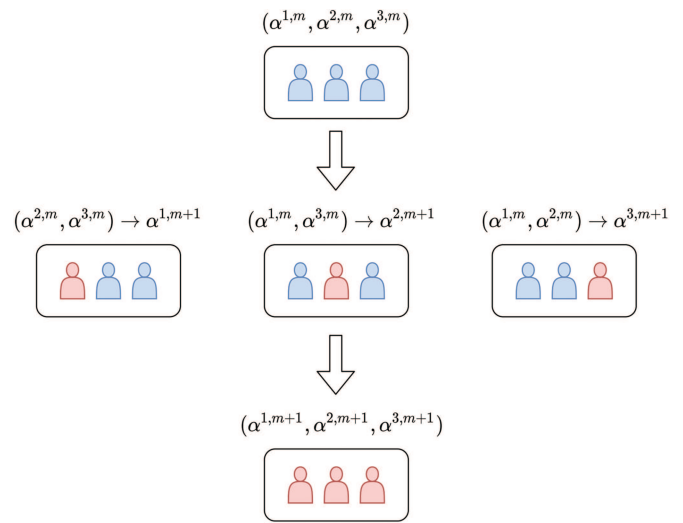 (α^{1,m}, α^{2,m}, α^{3,m})
(α^{2,m}, α^{3,m}) → α^{1,m+1}
(α^{1,m}, α^{3,m}) → α^{2,m+1}
(α^{1,m}, α^{2,m}) → α^{3,m+1}
(α^{1,m+1}, α^{2,m+1}, α^{3,m+1})